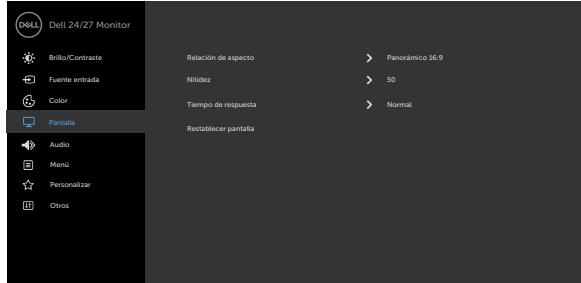 DELL Dell 24/27 Monitor
Brillo/Contraste
Fuente entrada
Color
Pantalla
Audio
Menú
Personalizar
Otros
Relación de aspecto Panorámico 16:9
Nitidez 50
Tiempo de respuesta Normal
Restablecer pantalla